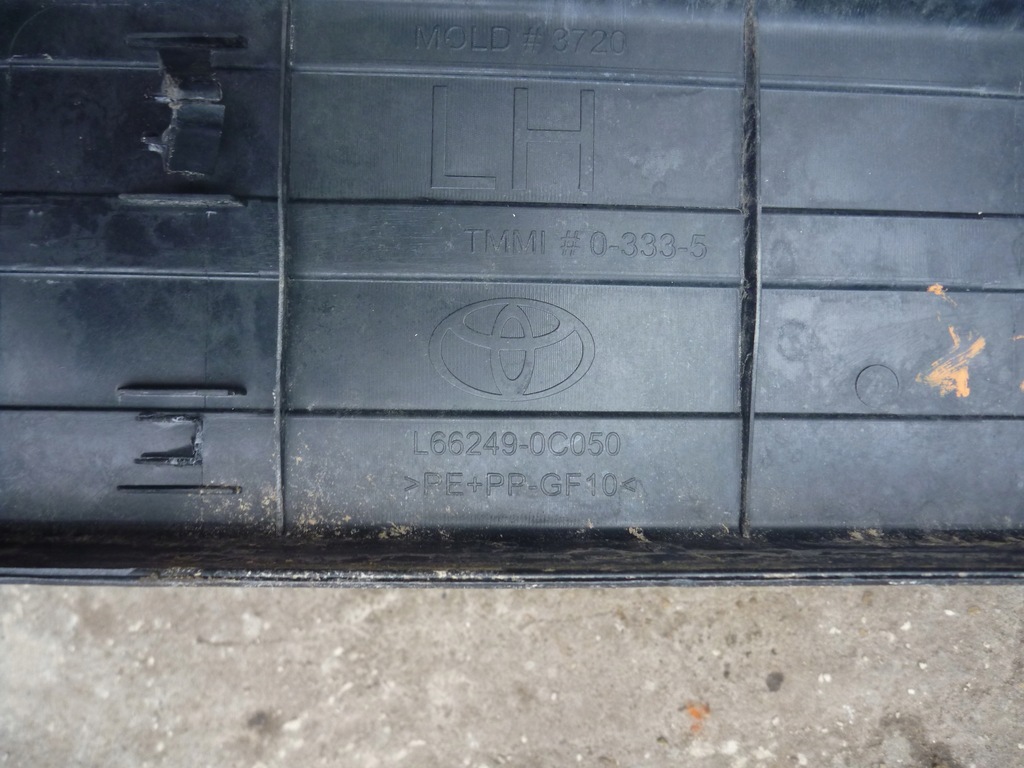 MOLD # 3720
LH
TMMI # 0-333-5
L66249-0C050
>PE+PP-GF10<